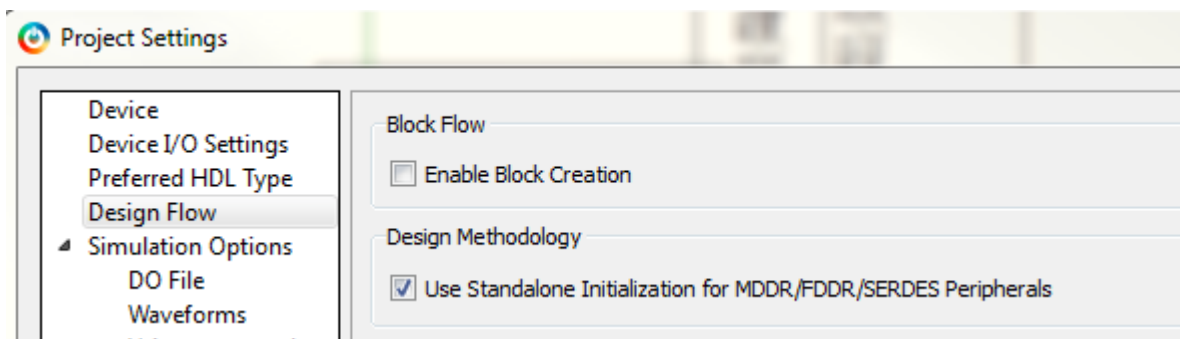 Project Settings
Device
Device I/O Settings
Preferred HDL Type
Design Flow
Simulation Options
DO File
Waveforms
Block Flow
Enable Block Creation
Design Methodology
Use Standalone Initialization for MDDR/FDDR/SERDES Peripherals